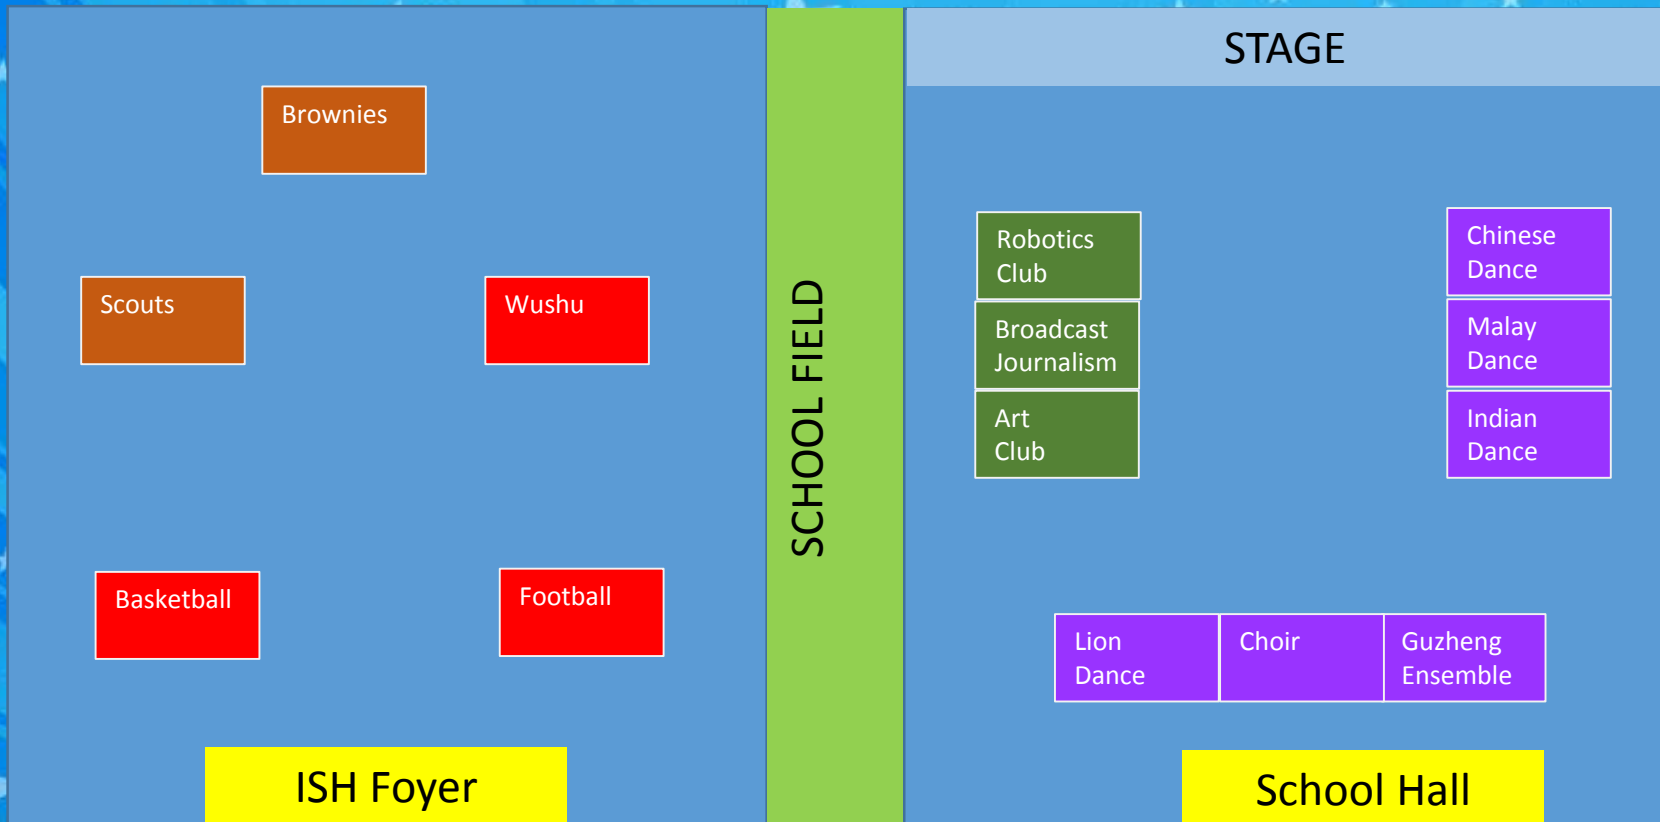 Brownies
Scouts
Wushu
Basketball
Football
ISH Foyer
SCHOOL FIELD
STAGE
Robotics
Club
Broadcast
Journalism
Art
Club
Chinese
Dance
Malay
Dance
Indian
Dance
Lion
Dance
Choir
Guzheng
Ensemble
School Hall